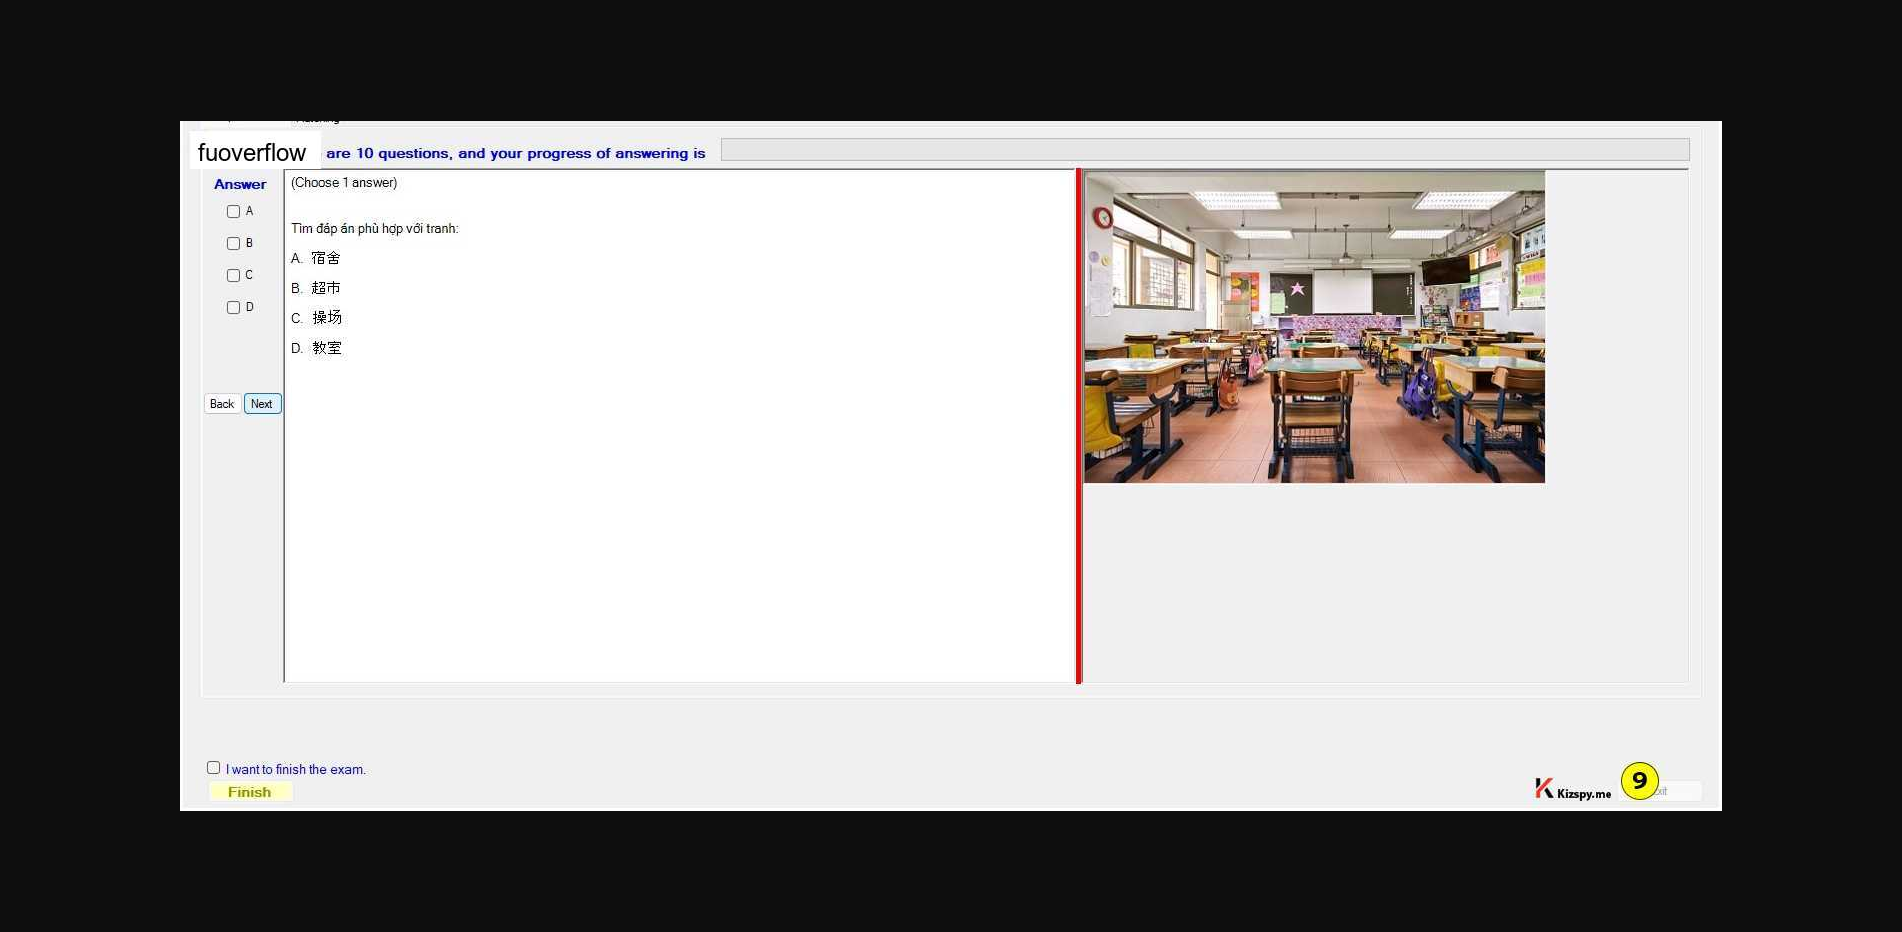 fuoverflow are 10 questions, and your progress of answering is
Answer
A
B
C
D
Back Next
(Choose 1 answer)
Tìm đáp án phù hợp với tranh:
A. 宿舍
B. 超市
C. 操场
D. 教室
I want to finish the exam.
Finish
Kizspy.me
9